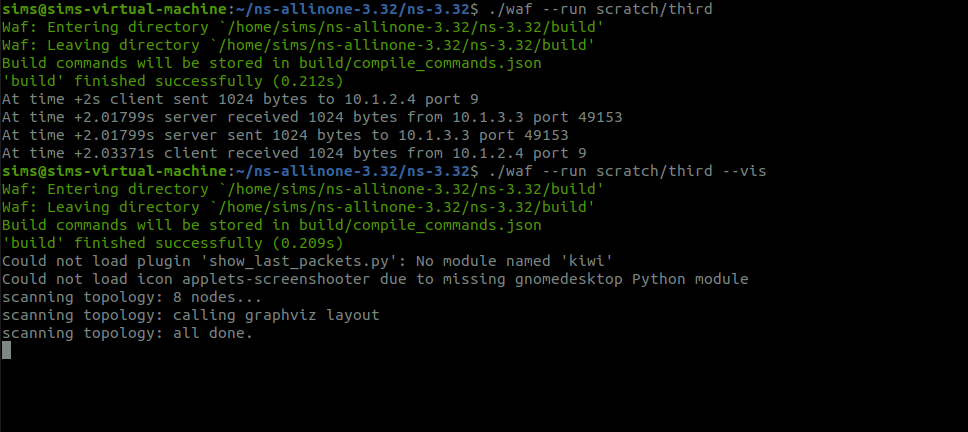 sims@sims-virtual-machine:~/ns-allinone-3.32/ns-3.32$ ./waf --run scratch/third
Waf: Entering directory `/home/sims/ns-allinone-3.32/ns-3.32/build'
Waf: Leaving directory `/home/sims/ns-allinone-3.32/ns-3.32/build'
Build commands will be stored in build/compile_commands.json
'build' finished successfully (0.212s)
At time +2s client sent 1024 bytes to 10.1.2.4 port 9
At time +2.01799s server received 1024 bytes from 10.1.3.3 port 49153
At time +2.01799s server sent 1024 bytes to 10.1.3.3 port 49153
At time +2.03371s client received 1024 bytes from 10.1.2.4 port 9
sims@sims-virtual-machine:~/ns-allinone-3.32/ns-3.32$ ./waf --run scratch/third --vis
Waf: Entering directory `/home/sims/ns-allinone-3.32/ns-3.32/build'
Waf: Leaving directory `/home/sims/ns-allinone-3.32/ns-3.32/build'
Build commands will be stored in build/compile_commands.json
'build' finished successfully (0.209s)
Could not load plugin 'show_last_packets.py': No module named 'kiwi'
Could not load icon applets-screenshooter due to missing gnomedesktop Python module
scanning topology: 8 nodes...
scanning topology: calling graphviz layout
scanning topology: all done.